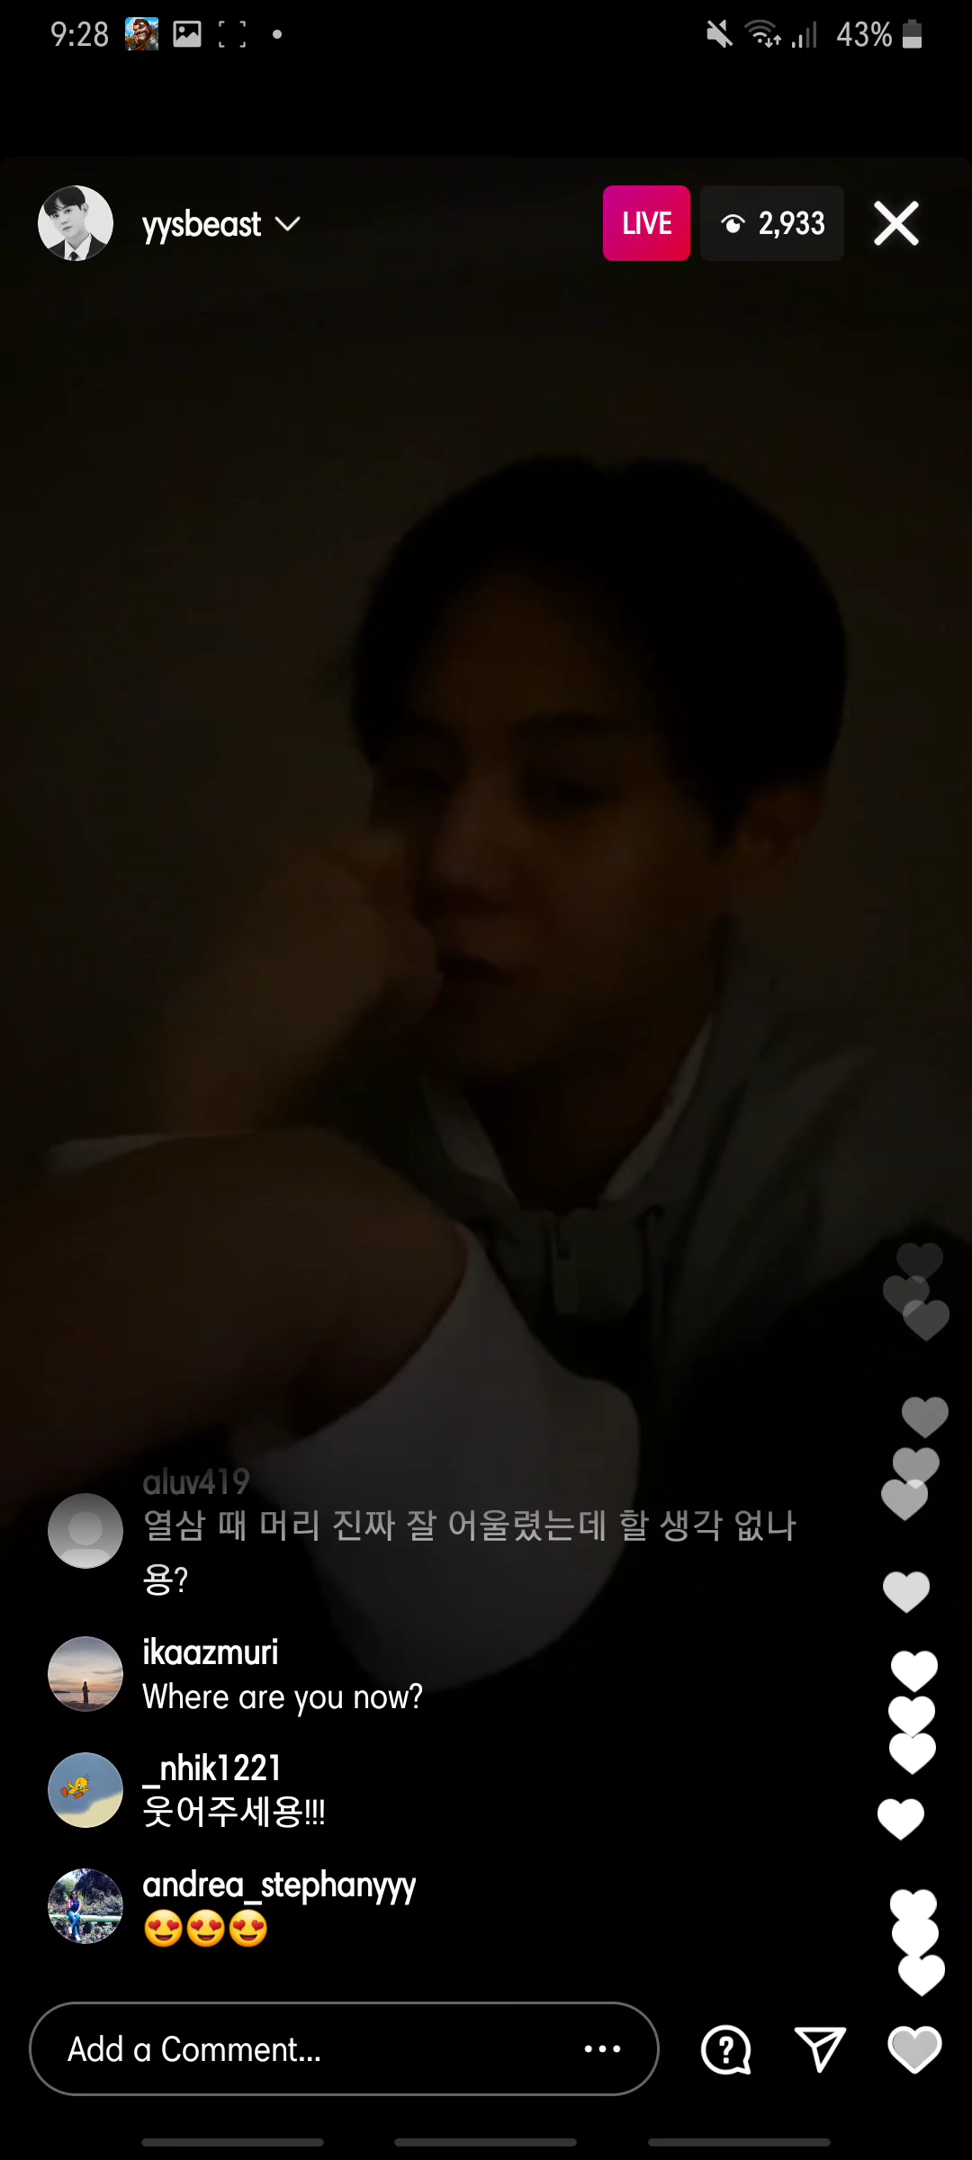 9:28
43%
yysbeast
LIVE
2,933
aluv419
열삼 때 머리 진짜 잘 어울렸는데 할 생각 없나
용?
ikaazmuri
Where are you now?
_nhik1221
웃어주세용!!!
andrea_stephanyyy
😍😍😍
Add a Comment...